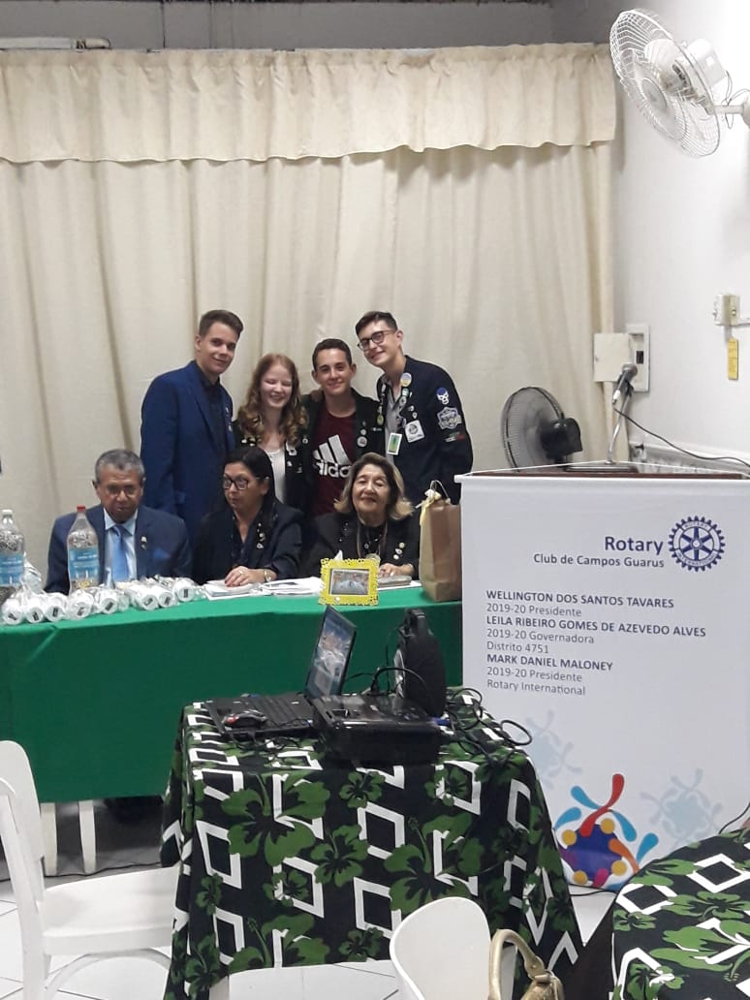 adidas
Rotary
Club de Campos Guarus
WELLINGTON DOS SANTOS TAVARES
2019-20 Presidente
LEILA RIBEIRO GOMES DE AZEVEDO ALVES
2019-20 Governadora
Distrito 4751
MARK DANIEL MALONEY
2019-20 Presidente
Rotary International